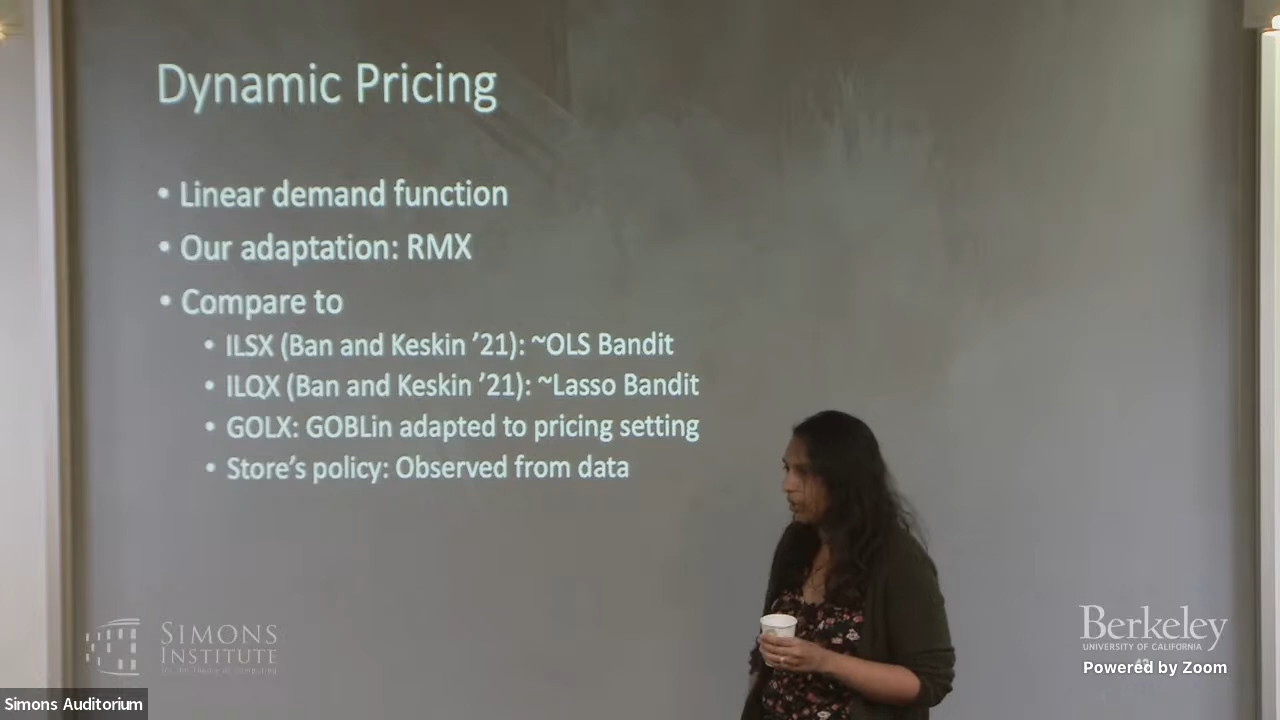 Dynamic Pricing
• Linear demand function
• Our adaptation: RMX
• Compare to
• ILSX (Ban and Keskin ’21): ~OLS Bandit
• ILQX (Ban and Keskin ’21): ~Lasso Bandit
• GOLX: GOBLin adapted to pricing setting
• Store’s policy: Observed from data
SIMONS
INSTITUTE
Berkeley
UNIVERSITY OF CALIFORNIA
Powered by Zoom
Simons Auditorium